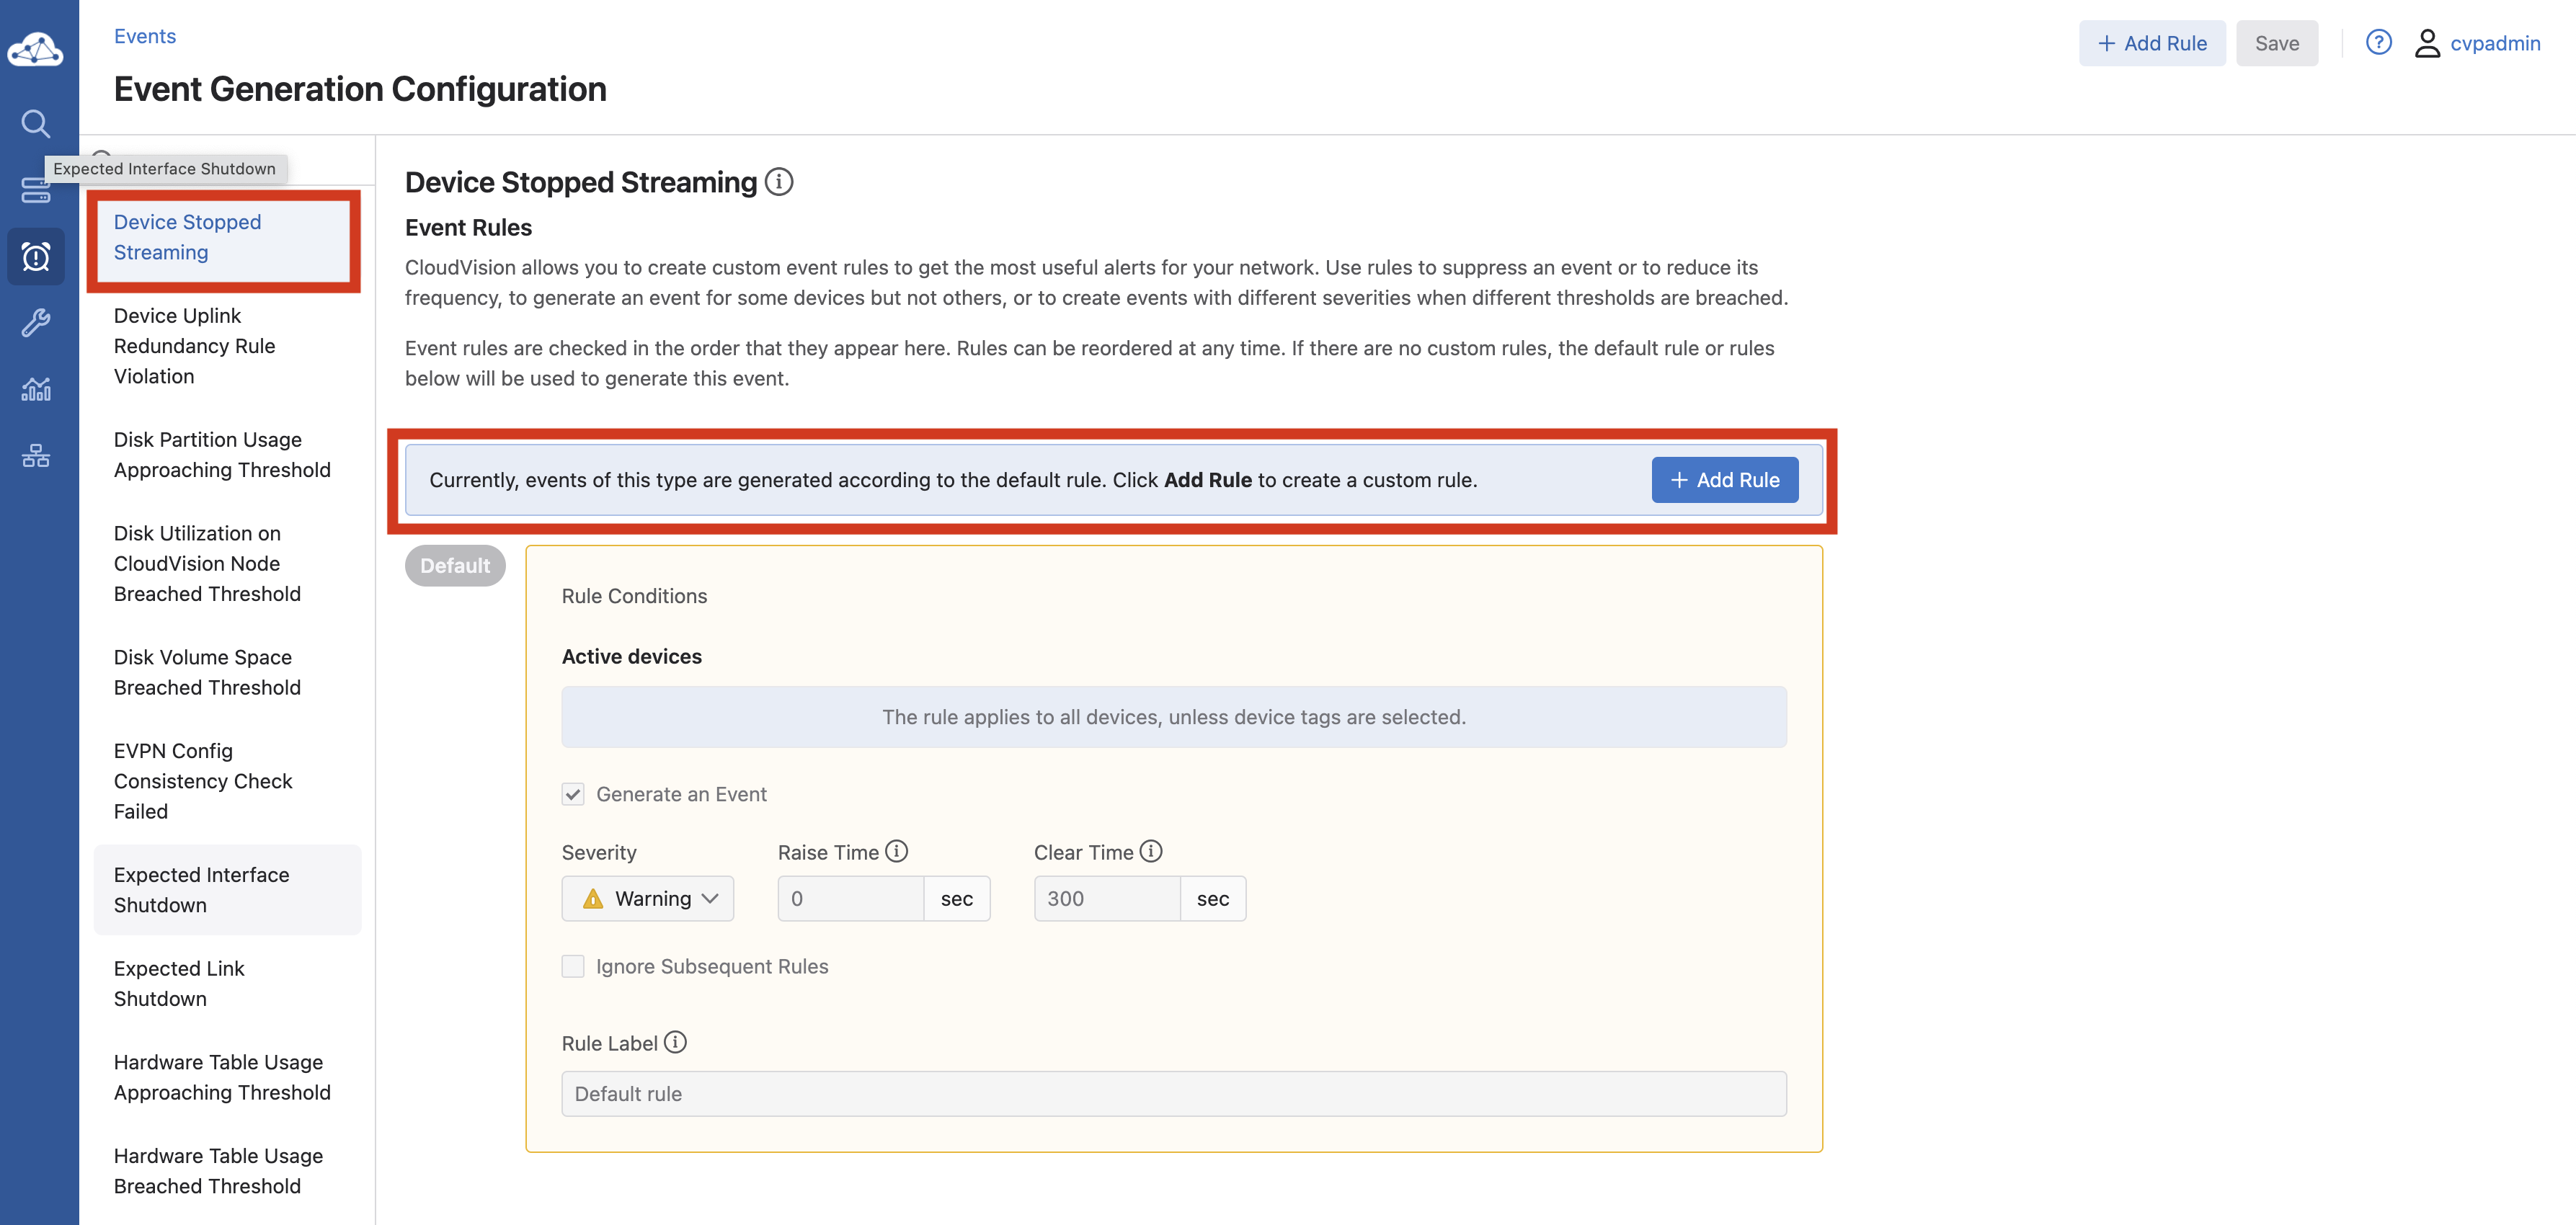 Events
Event Generation Configuration
+ Add Rule
Save
?
cvpadmin
Expected Interface Shutdown
Device Stopped
Streaming
Device Uplink
Redundancy Rule
Violation
Disk Partition Usage
Approaching Threshold
Disk Utilization on
CloudVision Node
Breached Threshold
Disk Volume Space
Breached Threshold
EVPN Config
Consistency Check
Failed
Expected Interface
Shutdown
Expected Link
Shutdown
Hardware Table Usage
Approaching Threshold
Hardware Table Usage
Breached Threshold
Device Stopped Streaming
Event Rules
CloudVision allows you to create custom event rules to get the most useful alerts for your network. Use rules to suppress an event or to reduce its
frequency, to generate an event for some devices but not others, or to create events with different severities when different thresholds are breached.
Event rules are checked in the order that they appear here. Rules can be reordered at any time. If there are no custom rules, the default rule or rules
below will be used to generate this event.
Currently, events of this type are generated according to the default rule. Click Add Rule to create a custom rule.
+ Add Rule
Default
Rule Conditions
Active devices
The rule applies to all devices, unless device tags are selected.
Generate an Event
Severity
Raise Time
Clear Time
Warning
0
sec
300
sec
Ignore Subsequent Rules
Rule Label
Default rule